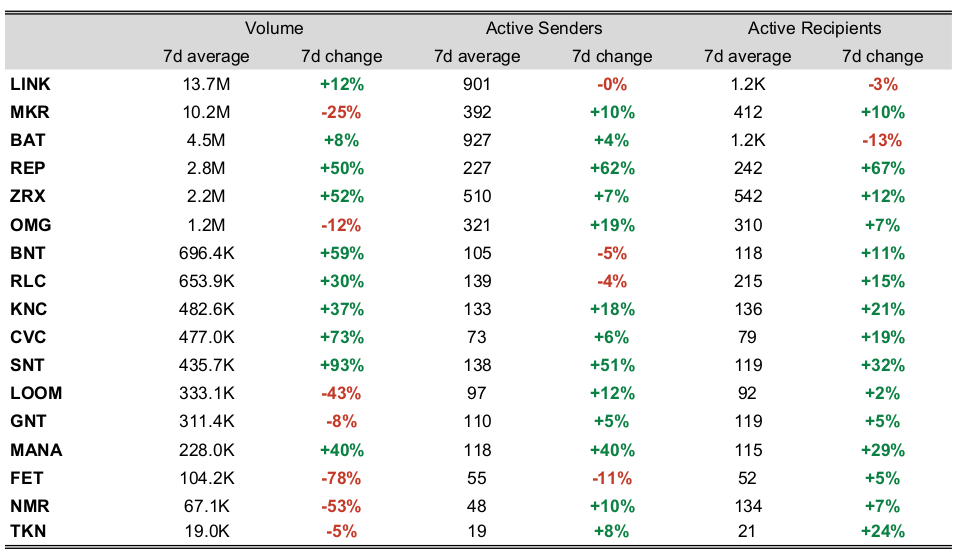 Volume Active Senders Active Recipients
7d average 7d change 7d average 7d change 7d average 7d change
LINK 13.7M +12% 901 -0% 1.2K -3%
MKR 10.2M -25% 392 +10% 412 +10%
BAT 4.5M +8% 927 +4% 1.2K -13%
REP 2.8M +50% 227 +62% 242 +67%
ZRX 2.2M +52% 510 +7% 542 +12%
OMG 1.2M -12% 321 +19% 310 +7%
BNT 696.4K +59% 105 -5% 118 +11%
RLC 653.9K +30% 139 -4% 215 +15%
KNC 482.6K +37% 133 +18% 136 +21%
CVC 477.0K +73% 73 +6% 79 +19%
SNT 435.7K +93% 138 +51% 119 +32%
LOOM 333.1K -43% 97 +12% 92 +2%
GNT 311.4K -8% 110 +5% 119 +5%
MANA 228.0K +40% 118 +40% 115 +29%
FET 104.2K -78% 55 -11% 52 +5%
NMR 67.1K -53% 48 +10% 134 +7%
TKN 19.0K -5% 19 +8% 21 +24%